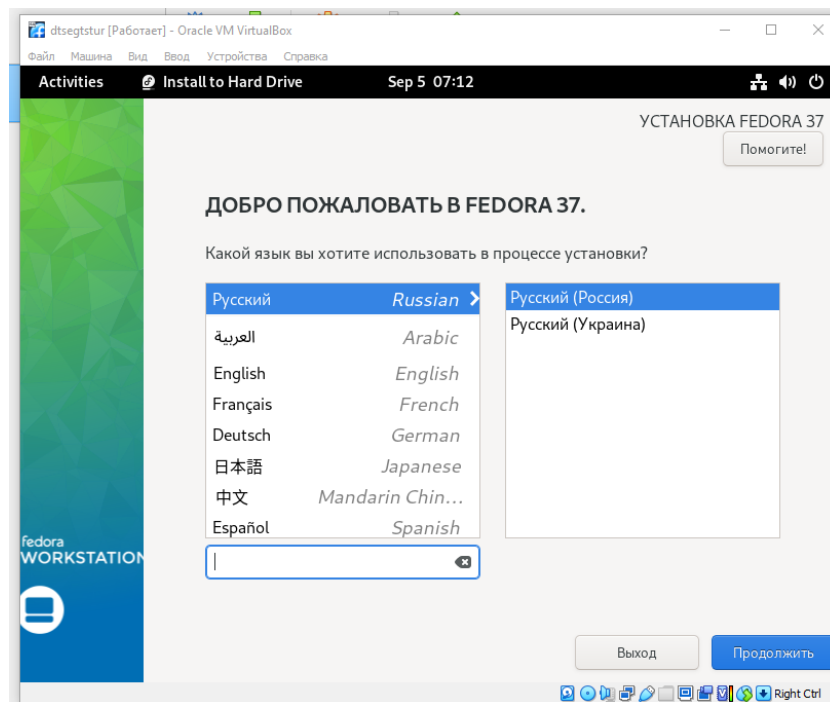 dtsegtstur [Работает] - Oracle VM VirtualBox
Файл Машина Вид Ввод Устройства Справка
Activities Install to Hard Drive Sep 5 07:12
УСТАНОВКА FEDORA 37
Помогите!
ДОБРО ПОЖАЛОВАТЬ В FEDORA 37.
Какой язык вы хотите использовать в процессе установки?
Русский Russian
العربية Arabic
English English
Français French
Deutsch German
日本語 Japanese
中文 Mandarin Chin...
Español Spanish
Русский (Россия)
Русский (Украина)
fedora
WORKSTATION
Выход Продолжить
Right Ctrl